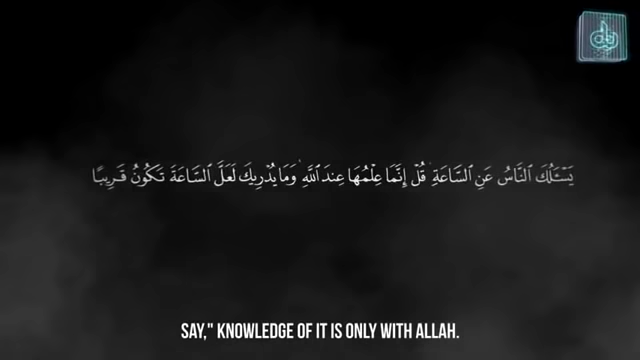 يَسْـَٔلُكَ ٱلنَّاسُ عَنِ ٱلسَّاعَةِ ۖ قُلْ إِنَّمَا عِلْمُهَا عِندَ ٱللَّهِ ۚ وَمَا يُدْرِيكَ لَعَلَّ ٱلسَّاعَةَ تَكُونُ قَرِيبًا
SAY," KNOWLEDGE OF IT IS ONLY WITH ALLAH.